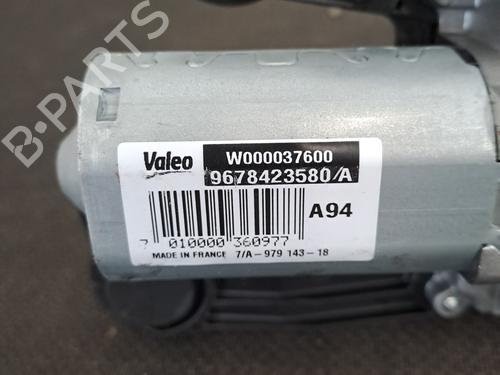 B-PARTS
Valeo
W000037600
9678423580/A
A94
7 010000 360977
MADE IN FRANCE 7/A-979 143-18